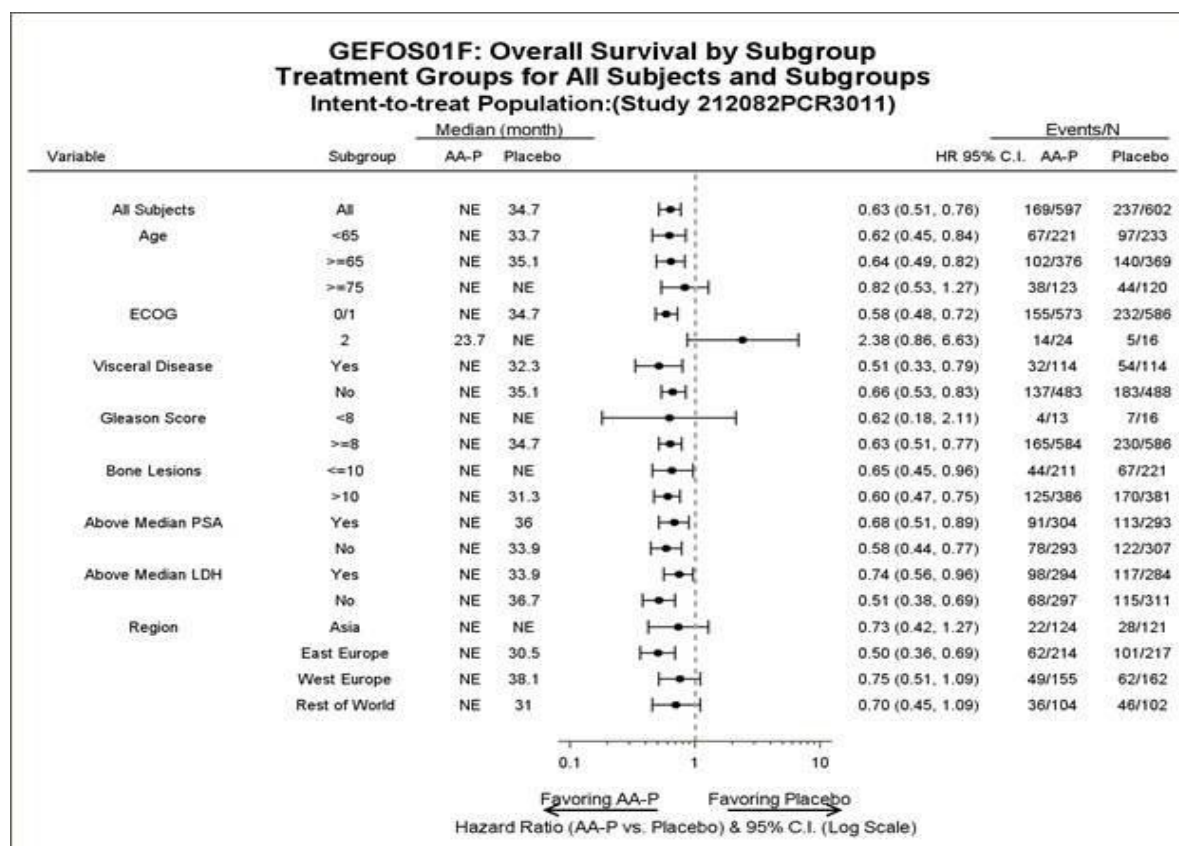 GEFOS01F: Overall Survival by Subgroup
Treatment Groups for All Subjects and Subgroups
Intent-to-treat Population:(Study 212082PCR3011)
Median (month) Events/N
Variable Subgroup AA-P Placebo HR 95% C.I. AA-P Placebo
All Subjects All NE 34.7 0.63 (0.51, 0.76) 169/597 237/602
Age <65 NE 33.7 0.62 (0.45, 0.84) 67/221 97/233
>=65 NE 35.1 0.64 (0.49, 0.82) 102/376 140/369
>=75 NE NE 0.82 (0.53, 1.27) 38/123 44/120
ECOG 0/1 NE 34.7 0.58 (0.48, 0.72) 155/573 232/586
2 23.7 NE 2.38 (0.86, 6.63) 14/24 5/16
Visceral Disease Yes NE 32.3 0.51 (0.33, 0.79) 32/114 54/114
No NE 35.1 0.66 (0.53, 0.83) 137/483 183/488
Gleason Score <8 NE NE 0.62 (0.18, 2.11) 4/13 7/16
>=8 NE 34.7 0.63 (0.51, 0.77) 165/584 230/586
Bone Lesions <=10 NE NE 0.65 (0.45, 0.96) 44/211 67/221
>10 NE 31.3 0.60 (0.47, 0.75) 125/386 170/381
Above Median PSA Yes NE 36 0.68 (0.51, 0.89) 91/304 113/293
No NE 33.9 0.58 (0.44, 0.77) 78/293 122/307
Above Median LDH Yes NE 33.9 0.74 (0.56, 0.96) 98/294 117/284
No NE 36.7 0.51 (0.38, 0.69) 68/297 115/311
Region Asia NE NE 0.73 (0.42, 1.27) 22/124 28/121
East Europe NE 30.5 0.50 (0.36, 0.69) 62/214 101/217
West Europe NE 38.1 0.75 (0.51, 1.09) 49/155 62/162
Rest of World NE 31 0.70 (0.45, 1.09) 36/104 46/102
0.1 1 10
Favoring AA-P Favoring Placebo
Hazard Ratio (AA-P vs. Placebo) & 95% C.I. (Log Scale)